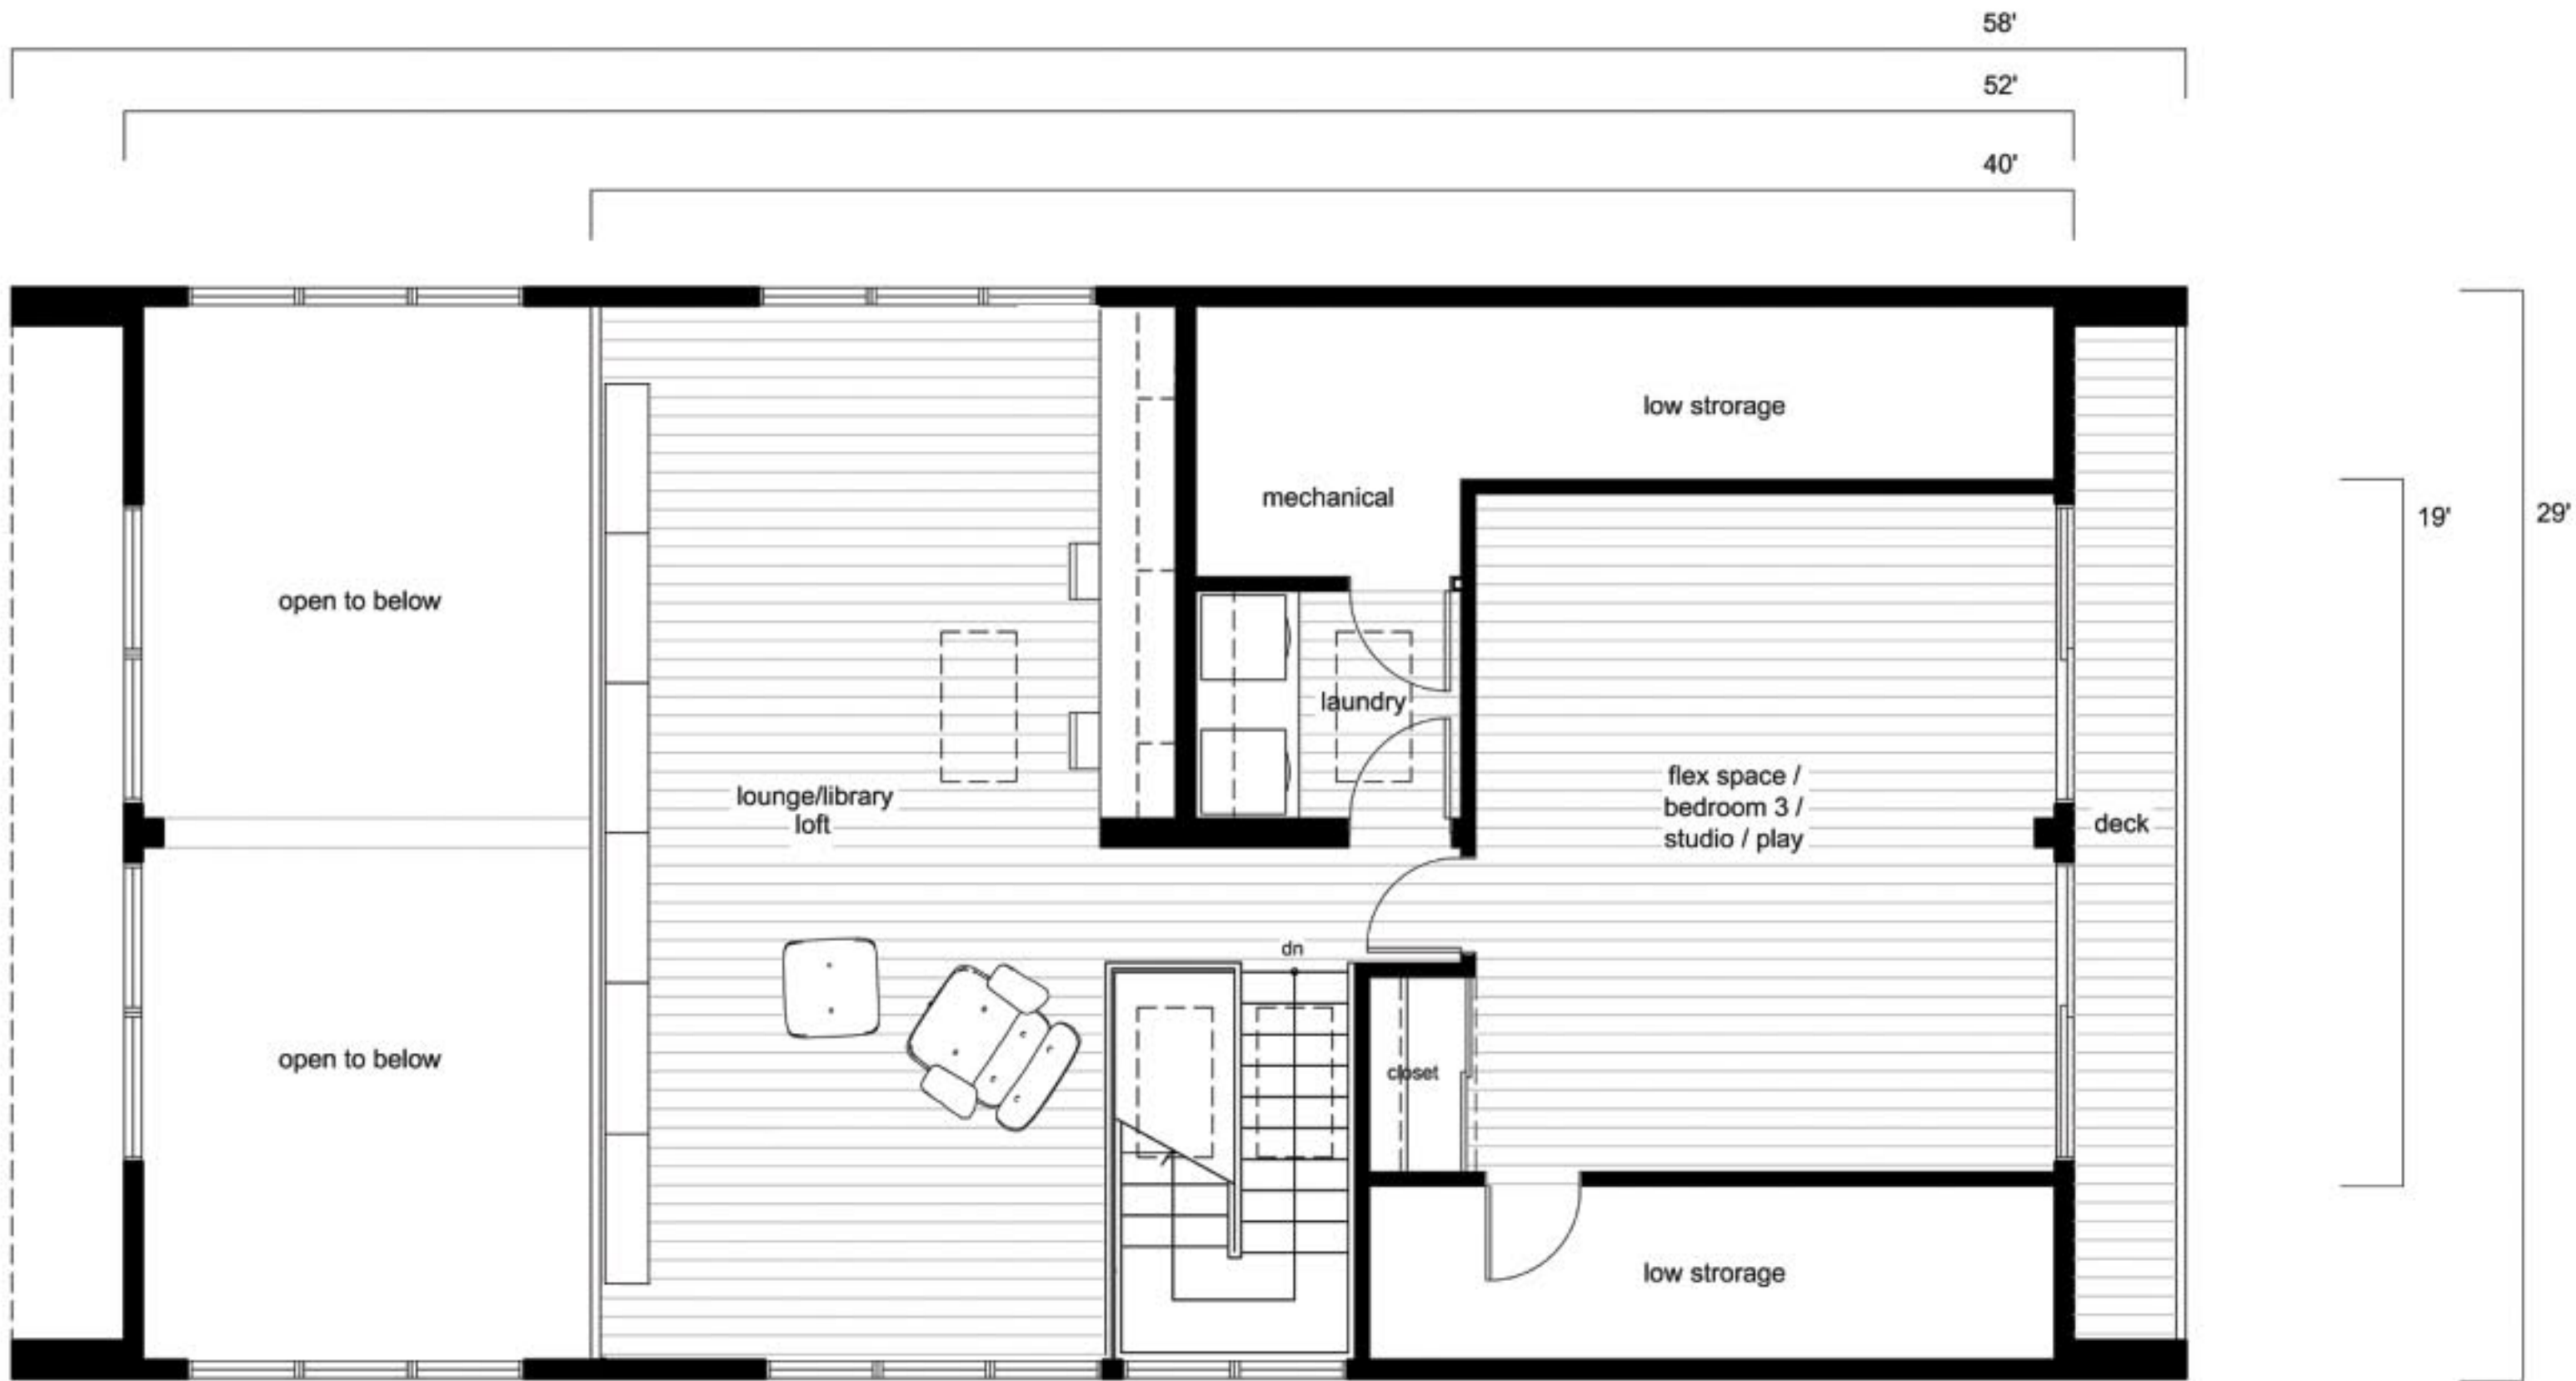 58'
52'
40'
low strorage
mechanical
19'
29'
open to below
laundry
flex space /
bedroom 3 /
studio / play
lounge/library
loft
deck
dn
open to below
closet
low strorage